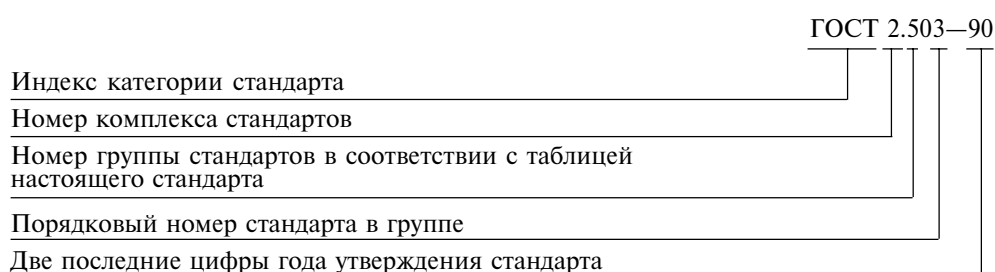 ГОСТ 2.503—90
Индекс категории стандарта
Номер комплекса стандартов
Номер группы стандартов в соответствии с таблицей
настоящего стандарта
Порядковый номер стандарта в группе
Две последние цифры года утверждения стандарта